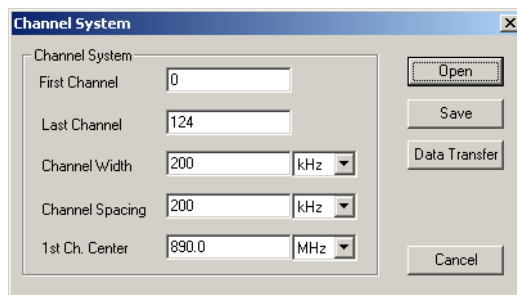 Channel System
Channel System
First Channel 0
Last Channel 124
Channel Width 200 kHz
Channel Spacing 200 kHz
1st Ch. Center 890.0 MHz
Open
Save
Data Transfer
Cancel